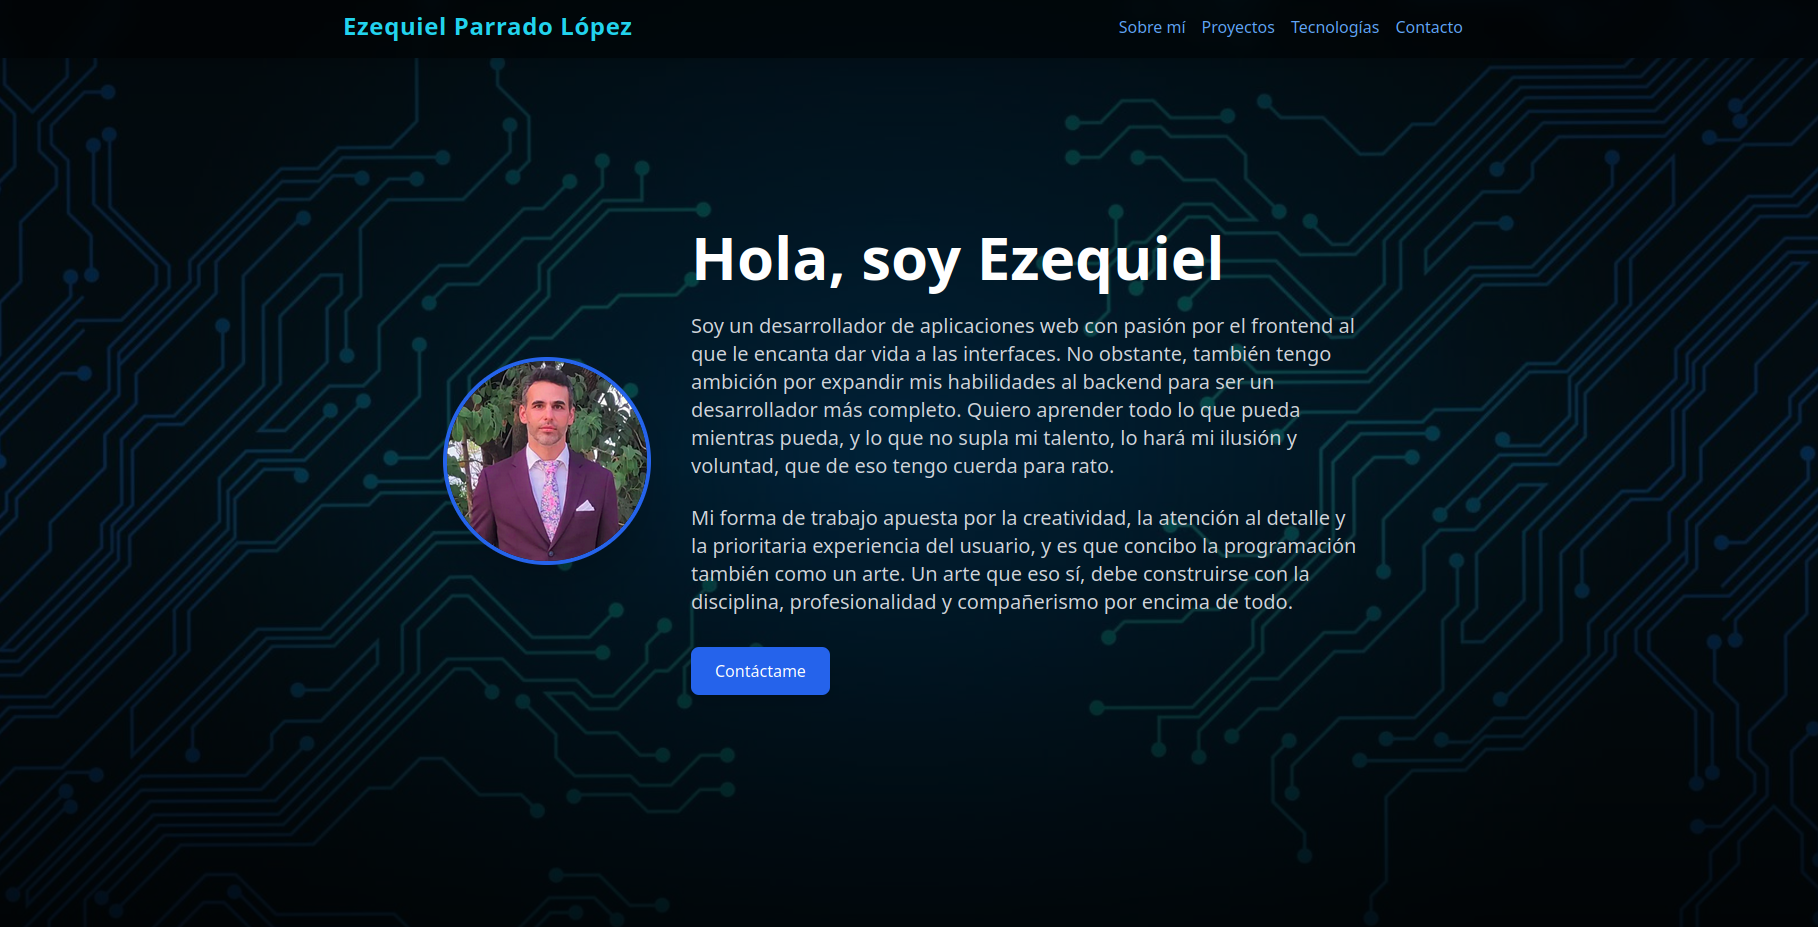 Ezequiel Parrado López
Sobre mí Proyectos Tecnologías Contacto
Hola, soy Ezequiel
Soy un desarrollador de aplicaciones web con pasión por el frontend al
que le encanta dar vida a las interfaces. No obstante, también tengo
ambición por expandir mis habilidades al backend para ser un
desarrollador más completo. Quiero aprender todo lo que pueda
mientras pueda, y lo que no supla mi talento, lo hará mi ilusión y
voluntad, que de eso tengo cuerda para rato.
Mi forma de trabajo apuesta por la creatividad, la atención al detalle y
la prioritaria experiencia del usuario, y es que concibo la programación
también como un arte. Un arte que eso sí, debe construirse con la
disciplina, profesionalidad y compañerismo por encima de todo.
Contáctame